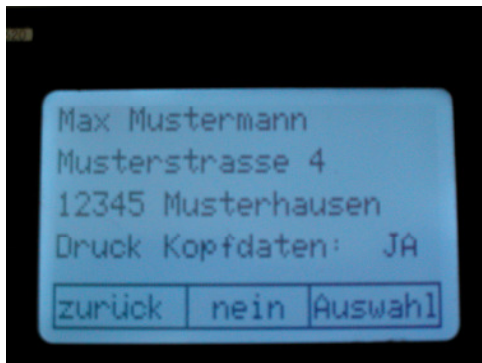 Max Mustermann
Musterstrasse 4
12345 Musterhausen
Druck Kopfdaten: JA
zurück nein Auswahl